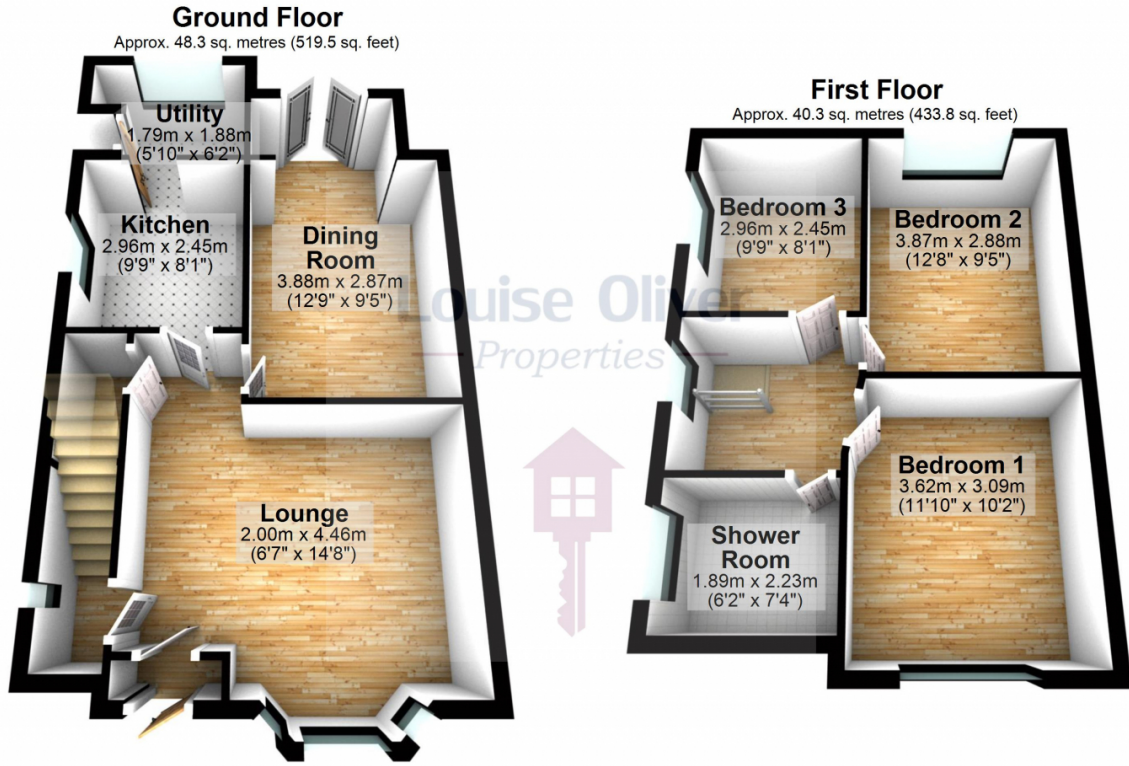 Ground Floor
Approx. 48.3 sq. metres (519.5 sq. feet)
Utility
1.79m x 1.88m
(5'10" x 6'2")
Kitchen
2.96m x 2.45m
(9'9" x 8'1")
Dining
Room
3.88m x 2.87m
(12'9" x 9'5")
Lounge
2.00m x 4.46m
(6'7" x 14'8")
Louise Oliver
Properties
First Floor
Approx. 40.3 sq. metres (433.8 sq. feet)
Bedroom 3
2.96m x 2.45m
(9'9" x 8'1")
Bedroom 2
3.87m x 2.88m
(12'8" x 9'5")
Bedroom 1
3.62m x 3.09m
(11'10" x 10'2")
Shower
Room
1.89m x 2.23m
(6'2" x 7'4")